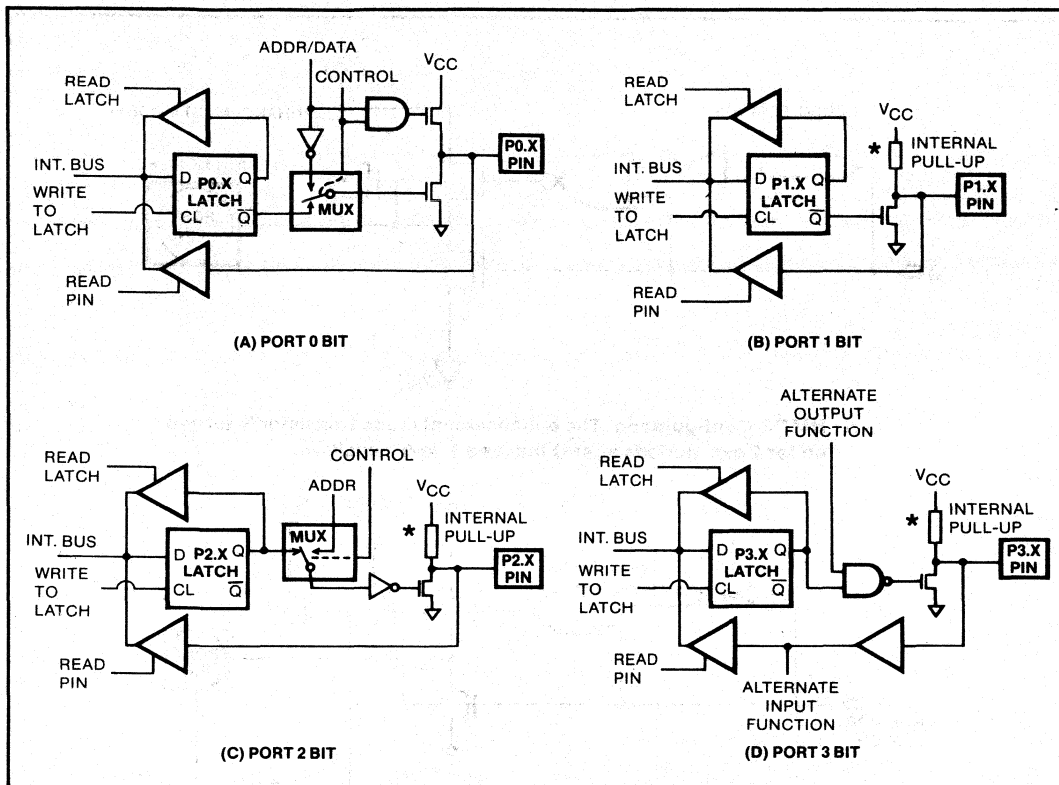 ADDR/DATA
CONTROL
VCC
READ
LATCH
P0.X
PIN
INT. BUS
D P0.X Q
LATCH
WRITE
TO
LATCH
CL Q
MUX
READ
PIN
(A) PORT 0 BIT
READ
LATCH
VCC
* INTERNAL
PULL-UP
INT. BUS
D P1.X Q
LATCH
P1.X
PIN
WRITE
TO
LATCH
CL Q
READ
PIN
(B) PORT 1 BIT
CONTROL
READ
LATCH
ADDR
VCC
* INTERNAL
PULL-UP
MUX
INT. BUS
D P2.X Q
LATCH
P2.X
PIN
WRITE
TO
LATCH
CL Q
READ
PIN
(C) PORT 2 BIT
ALTERNATE
OUTPUT
FUNCTION
READ
LATCH
VCC
* INTERNAL
PULL-UP
INT. BUS
D P3.X Q
LATCH
P3.X
PIN
WRITE
TO
LATCH
CL Q
READ
PIN
ALTERNATE
INPUT
FUNCTION
(D) PORT 3 BIT